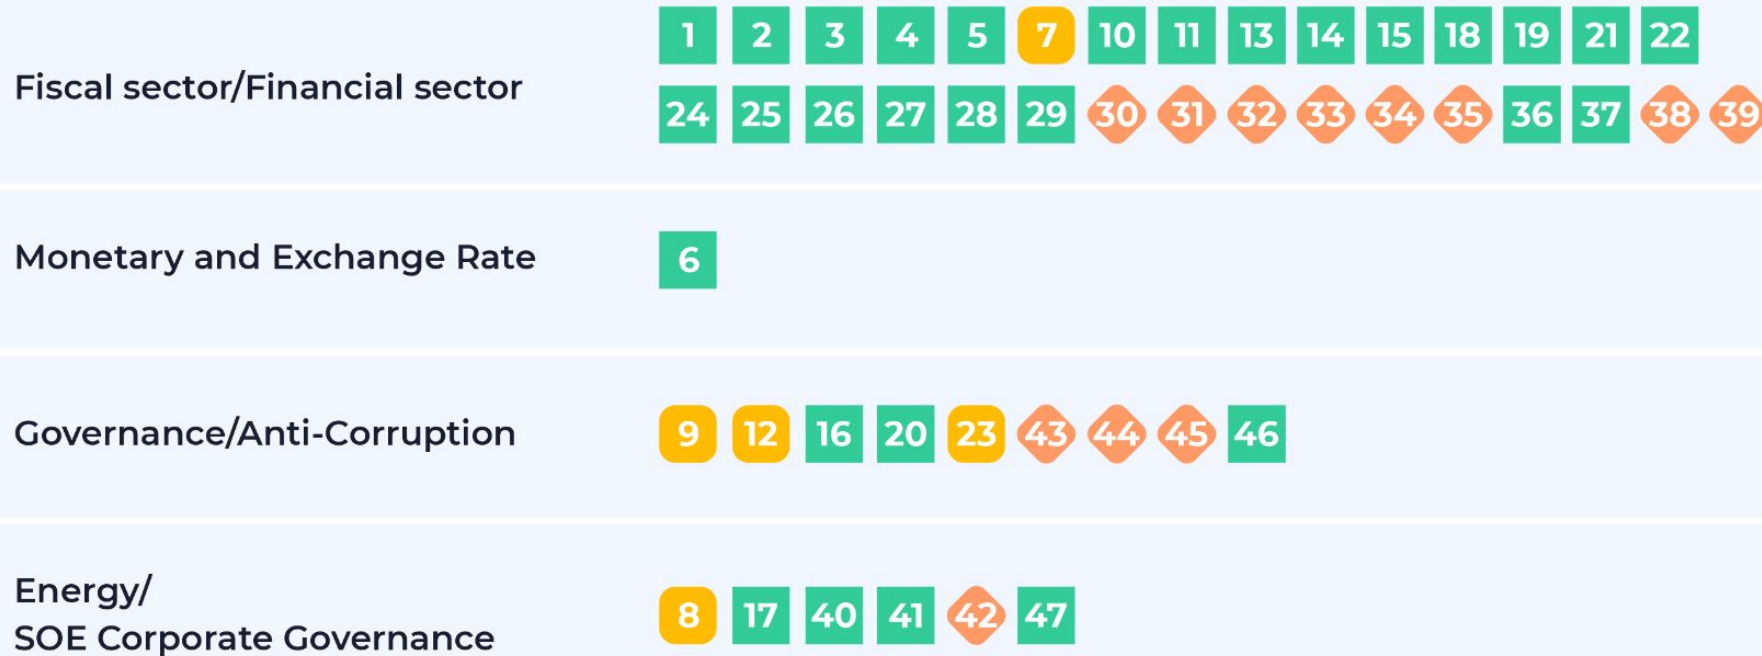 1 2 3 4 5 7 10 11 13 14 15 18 19 21 22
Fiscal sector/Financial sector
24 25 26 27 28 29 30 31 32 33 34 35 36 37 38 39
Monetary and Exchange Rate
6
Governance/Anti-Corruption
9 12 16 20 23 43 44 45 46
Energy/
SOE Corporate Governance
8 17 40 41 42 47